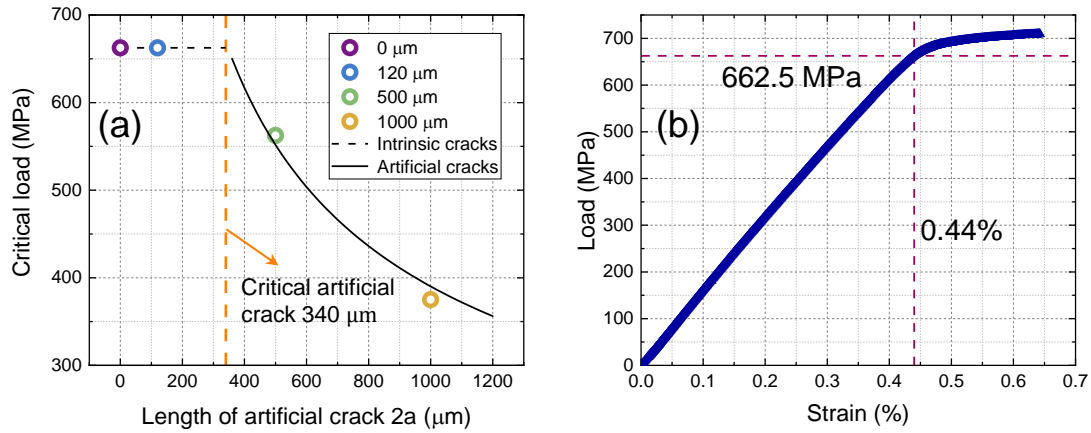 700
600
500
400
300
Critical load (MPa)
(a)
0 μm
120 μm
500 μm
1000 μm
Intrinsic cracks
Artificial cracks
Critical artificial
crack 340 μm
0 200 400 600 800 1000 1200
Length of artificial crack 2a (μm)
700
600
500
400
300
200
100
0
Load (MPa)
662.5 MPa
(b)
0.44%
0.0 0.1 0.2 0.3 0.4 0.5 0.6 0.7
Strain (%)